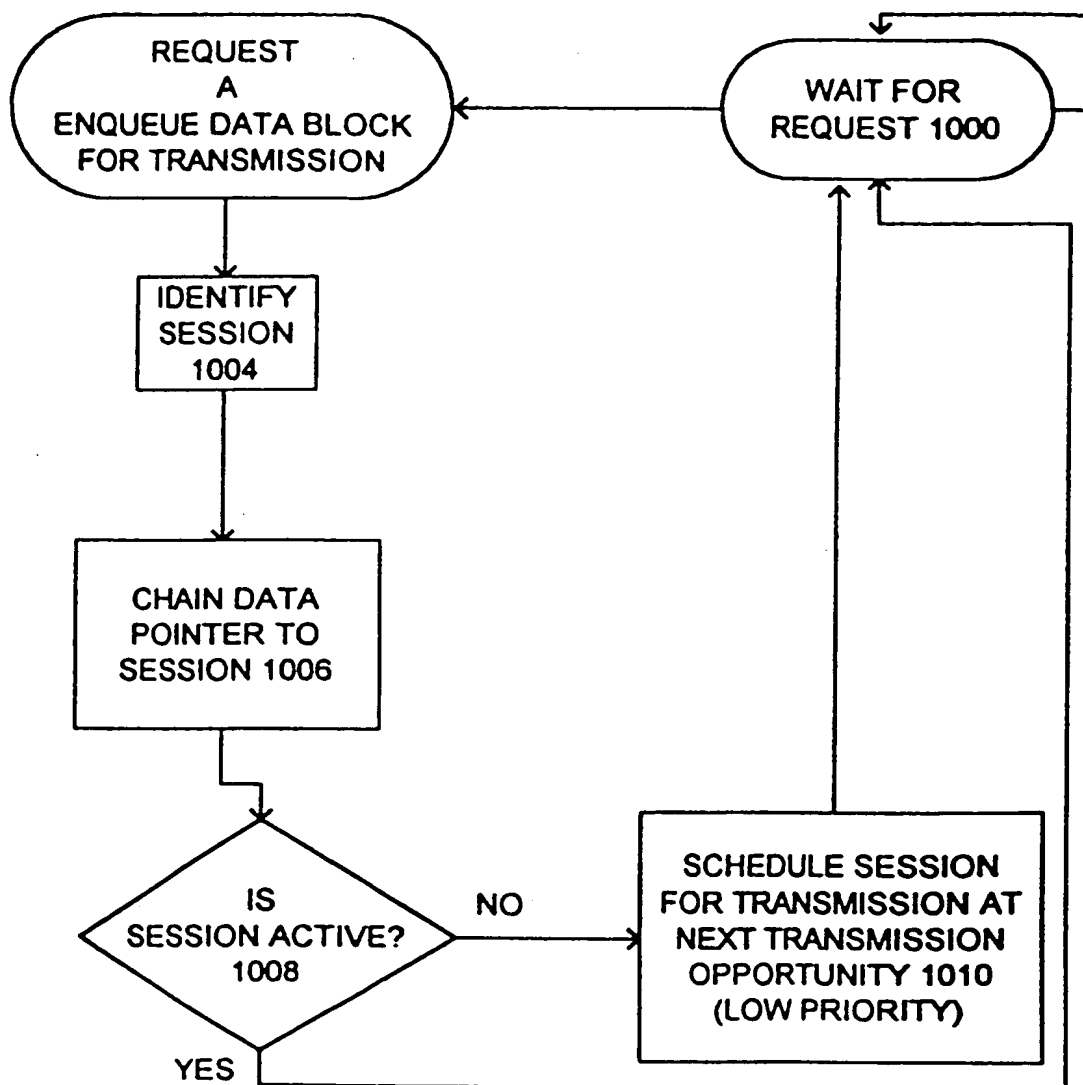 REQUEST
A
ENQUEUE DATA BLOCK
FOR TRANSMISSION
WAIT FOR
REQUEST 1000
IDENTIFY
SESSION
1004
CHAIN DATA
POINTER TO
SESSION 1006
IS
SESSION ACTIVE?
1008
NO
SCHEDULE SESSION
FOR TRANSMISSION AT
NEXT TRANSMISSION
OPPORTUNITY 1010
(LOW PRIORITY)
YES